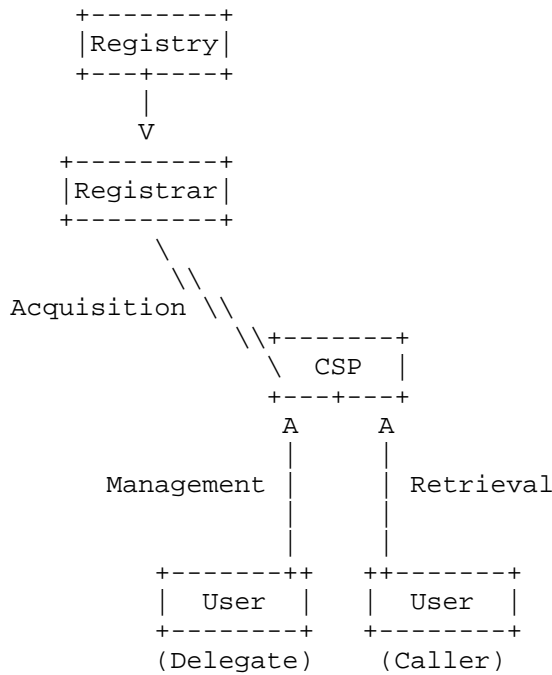 Registry
V
Registrar
Acquisition
CSP
A A
Management Retrieval
User User
(Delegate) (Caller)